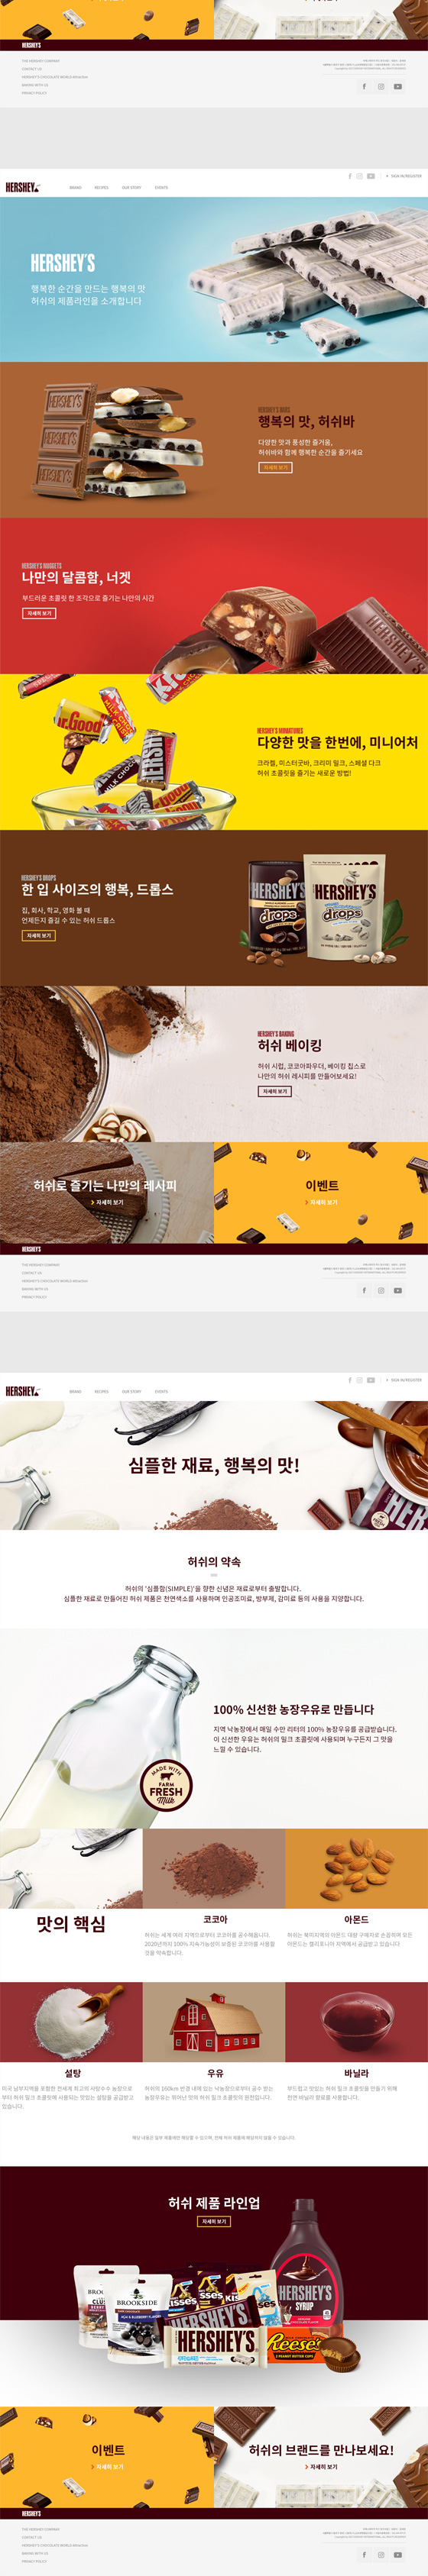 HERSHEY'S
THE HERSHEY COMPANY
CONTACT US
HERSHEY'S CHOCOLATE WORLD Attractions
BAKING WITH US
PRIVACY POLICY
SIGN IN/REGISTER
HERSHEY
BRAND
RECIPES
OUR STORY
EVENTS
HERSHEY'S
행복한 순간을 만드는 행복의 맛
허쉬의 제품라인을 소개합니다
HERSHEY'S
HERSHEY'S
HERSHEY'S
HERSHEY'S BARS
행복의 맛, 허쉬바
다양한 맛과 풍성한 즐거움,
허쉬바와 함께 행복한 순간을 즐기세요
자세히 보기
HERSHEY'S NUGGETS
나만의 달콤함, 너겟
부드러운 초콜릿 한 조각으로 즐기는 나만의 시간
자세히 보기
HERSHEY'S MINIATURES
다양한 맛을 한번에, 미니어처
크라켈, 미스터굿바, 크리미 밀크, 스페셜 다크
허쉬 초콜릿을 즐기는 새로운 방법!
HERSHEY'S DROPS
한 입 사이즈의 행복, 드롭스
집, 회사, 학교, 영화 볼 때
언제든지 즐길 수 있는 허쉬 드롭스
자세히 보기
HERSHEY'S
drops
HERSHEY'S
drops
HERSHEY'S BAKING
허쉬 베이킹
허쉬 시럽, 코코아파우더, 베이킹 칩스로
나만의 허쉬 레시피를 만들어보세요!
자세히 보기
허쉬로 즐기는 나만의 레서피
자세히 보기
이벤트
자세히 보기
HERSHEY'S
THE HERSHEY COMPANY
CONTACT US
HERSHEY'S CHOCOLATE WORLD Attractions
BAKING WITH US
PRIVACY POLICY
SIGN IN/REGISTER
HERSHEY
BRAND
RECIPES
OUR STORY
EVENTS
심플한 재료, 행복의 맛!
허쉬의 약속
허쉬의 '심플함(SIMPLE)'을 향한 신념은 재료로부터 출발합니다.
심플한 재료로 만들어진 허쉬 제품은 천연색소를 사용하며 인공조미료, 방부제, 감미료 등의 사용을 지양합니다.
100% 신선한 농장우유로 만듭니다
지역 낙농장에서 매일 수만 리터의 100% 농장우유를 공급받습니다.
이 신선한 우유는 허쉬의 밀크 초콜릿에 사용되며 누구든지 그 맛을
느낄 수 있습니다.
MADE WITH
FARM
FRESH
Milk
맛의 핵심
코코아
허쉬는 세계 여러 지역으로부터 코코아를 공수해옵니다.
2020년까지 100% 지속가능성이 보증된 코코아를 사용할
것을 약속합니다.
아몬드
허쉬는 북미지역의 아몬드 대량 구매자로 손꼽히며 모든
아몬드는 캘리포니아 지역에서 공급받고 있습니다
설탕
미국 남부지역을 포함한 전세계 최고의 사탕수수 농장으로
부터 허쉬 밀크 초콜릿에 사용되는 맛있는 설탕을 공급받고
있습니다.
우유
허쉬의 160km 반경 내에 있는 낙농장으로부터 공수 받는
농장우유는 뛰어난 맛의 허쉬 밀크 초콜릿의 원천입니다.
바닐라
부드럽고 맛있는 허쉬 밀크 초콜릿을 만들기 위해
천연 바닐라 향료를 사용합니다.
해당 내용은 일부 제품에만 해당할 수 있으며, 전체 허쉬 제품에 해당하지 않을 수 있습니다.
허쉬 제품 라인업
자세히 보기
BROOKSIDE
HERSHEY'S
HERSHEY'S
HERSHEY'S
SYRUP
Reese's
이벤트
자세히 보기
허쉬의 브랜드를 만나보세요!
자세히 보기
HERSHEY'S
THE HERSHEY COMPANY
CONTACT US
HERSHEY'S CHOCOLATE WORLD Attractions
BAKING WITH US
PRIVACY POLICY